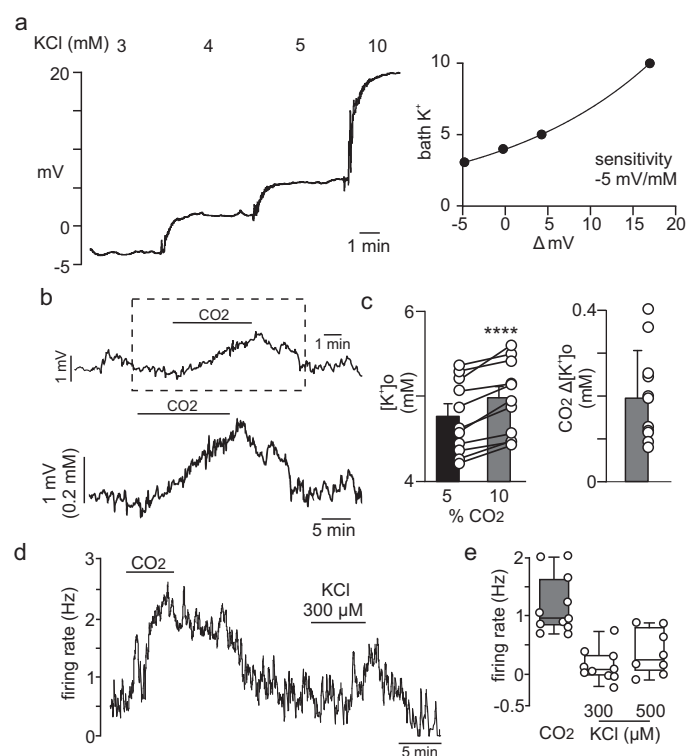 a
KCl (mM) 3 4 5 10
20
mV
0
-5
1 min
bath K+
10
5
0
-5 0 5 10 15 20
Δ mV
sensitivity
-5 mV/mM
b
CO2
1 mV
1 min
CO2
1 mV
(0.2 mM)
5 min
c
[K+]o
(mM)
6
4
****
5 10
% CO2
CO2 Δ[K+]o
(mM)
0.4
0
d
firing rate (Hz)
3
2
1
0
CO2
KCl
300 µM
5 min
e
firing rate (Hz)
2
1
0
-0.5
300 500
CO2 KCl (µM)